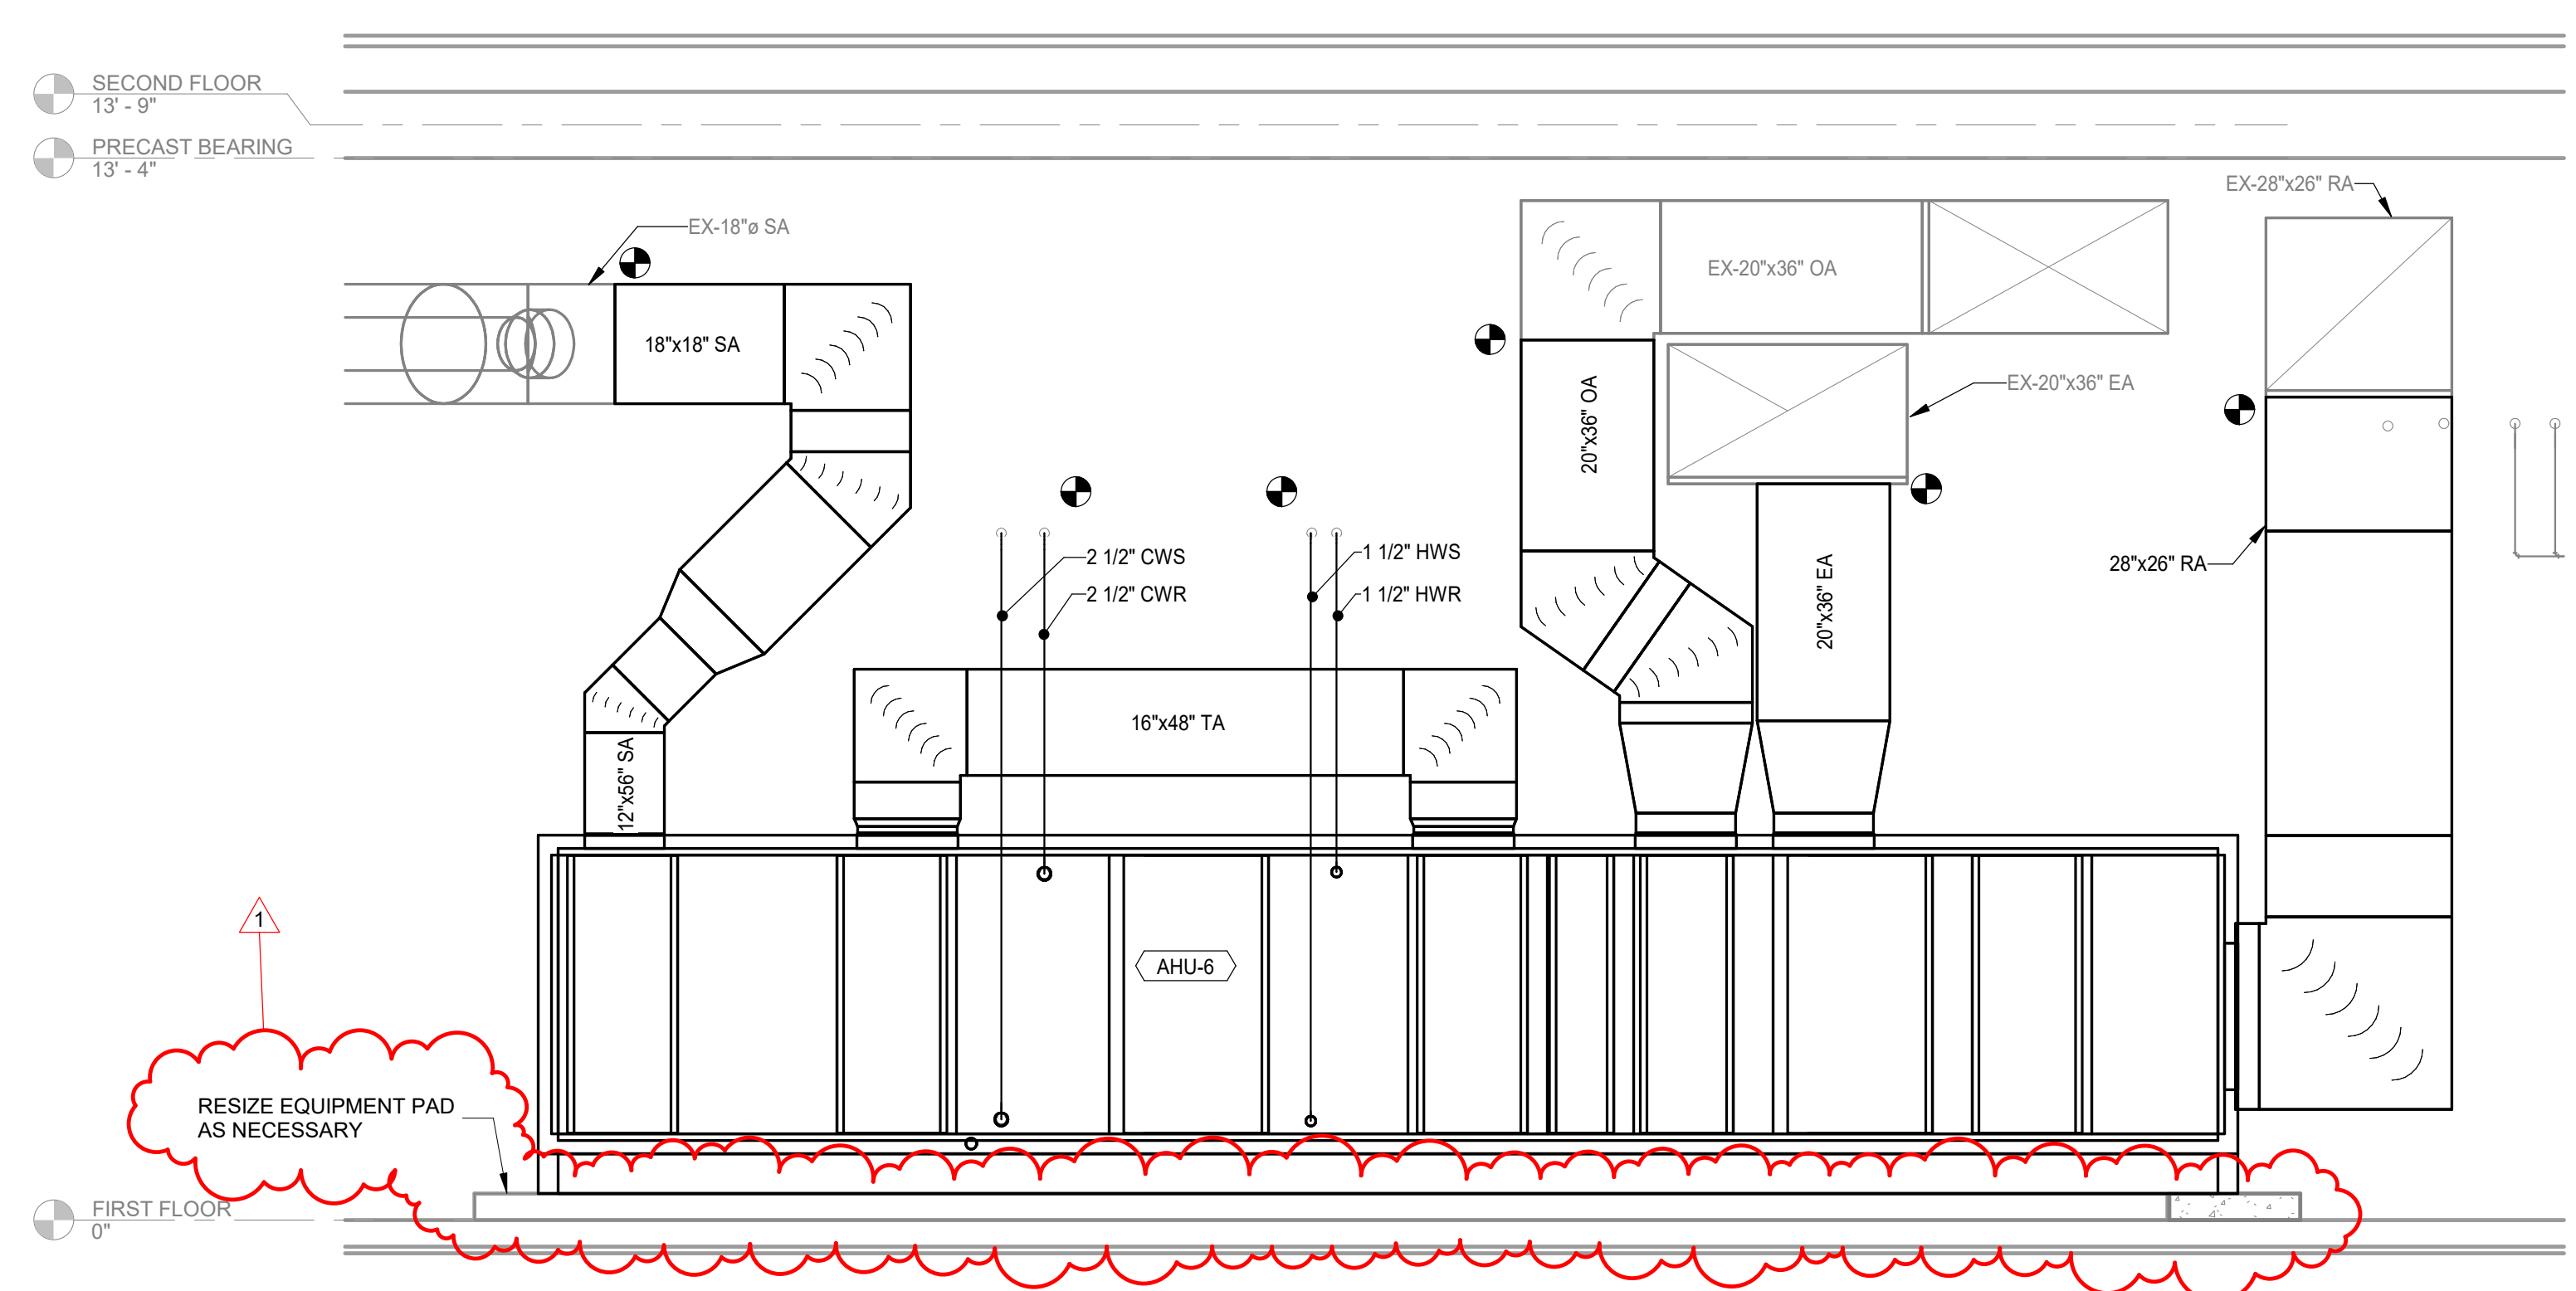 SECOND FLOOR
13' - 9"
PRECAST BEARING
13' - 4"
EX-28"x26" RA
EX-18"ø SA
EX-20"x36" OA
18"x18" SA
EX-20"x36" EA
20"x36" OA
2 1/2" CWS
1 1/2" HWS
28"x26" RA
2 1/2" CWR
1 1/2" HWR
20"x36" EA
16"x48" TA
12"x56" SA
1
AHU-6
RESIZE EQUIPMENT PAD
AS NECESSARY
FIRST FLOOR
0"